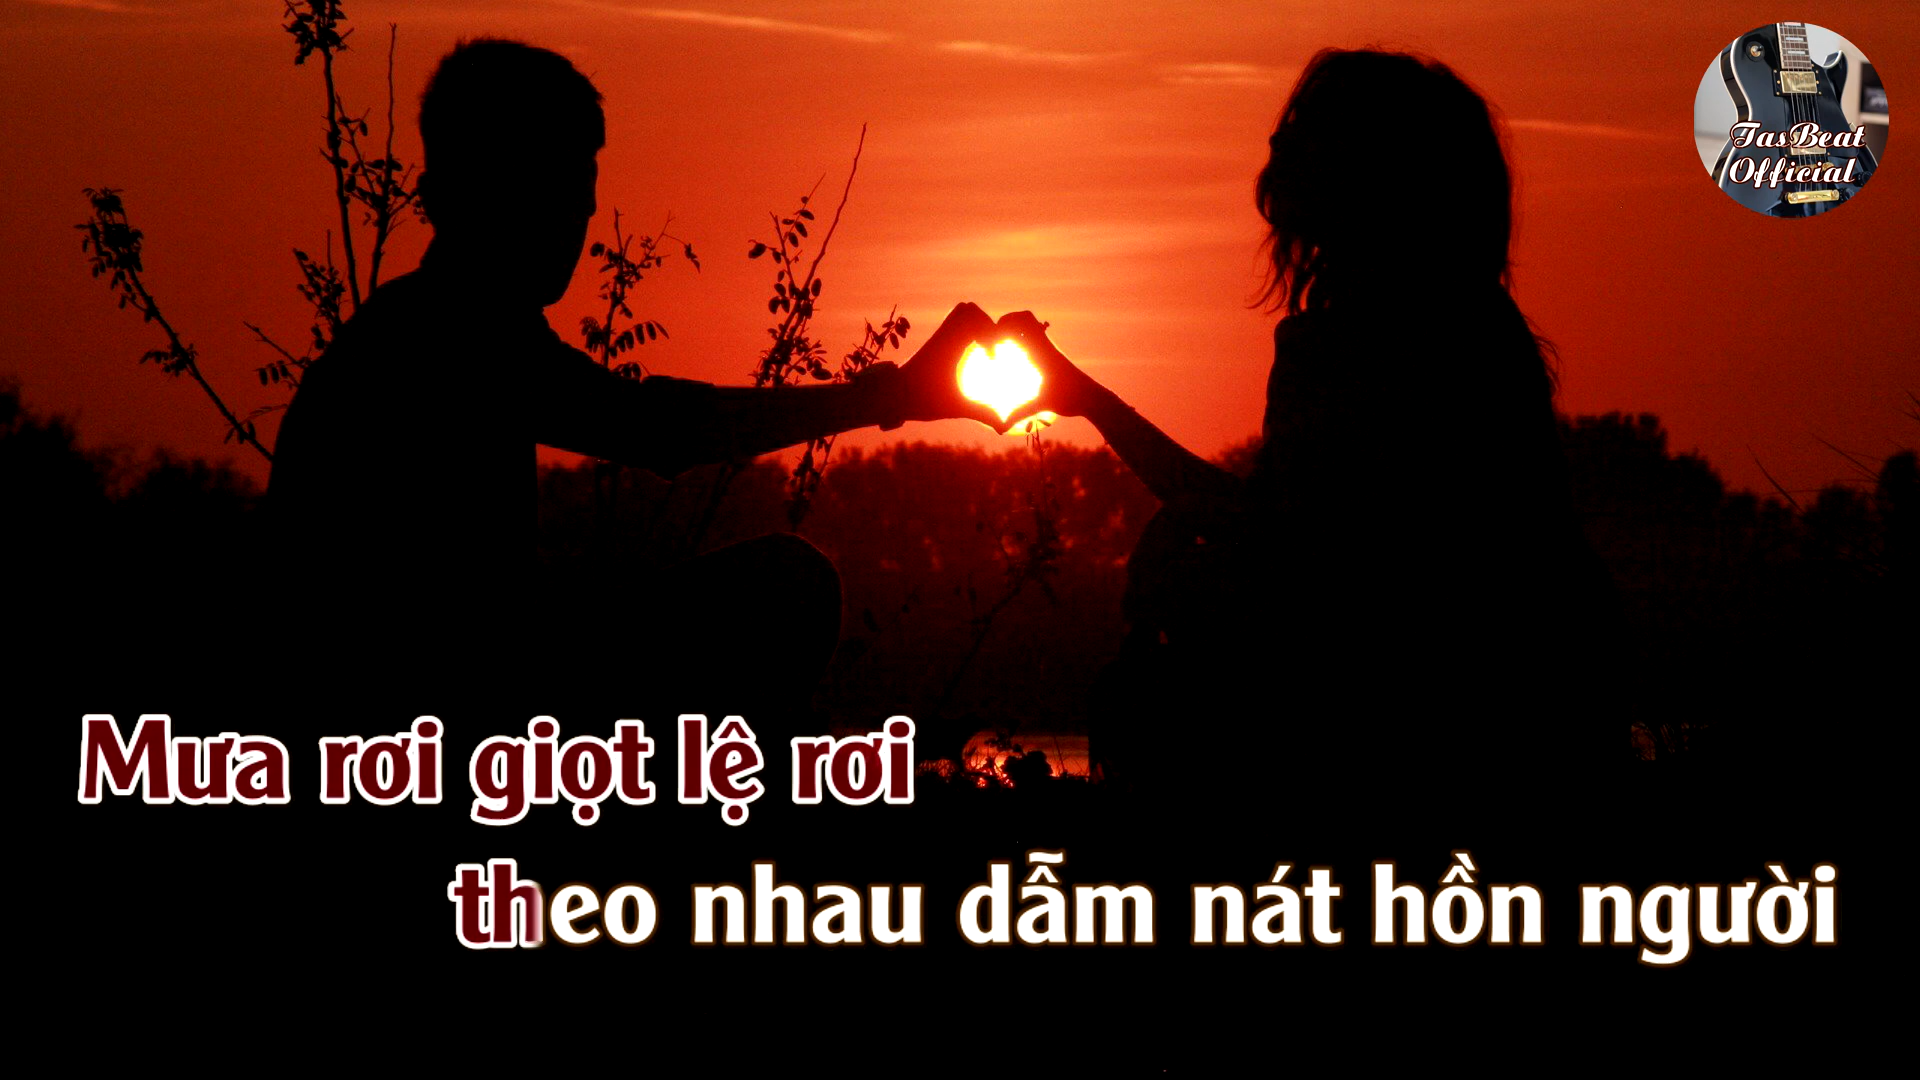 TasBeat
Official
Mưa rơi giọt lệ rơi
theo nhau dẫm nát hồn người